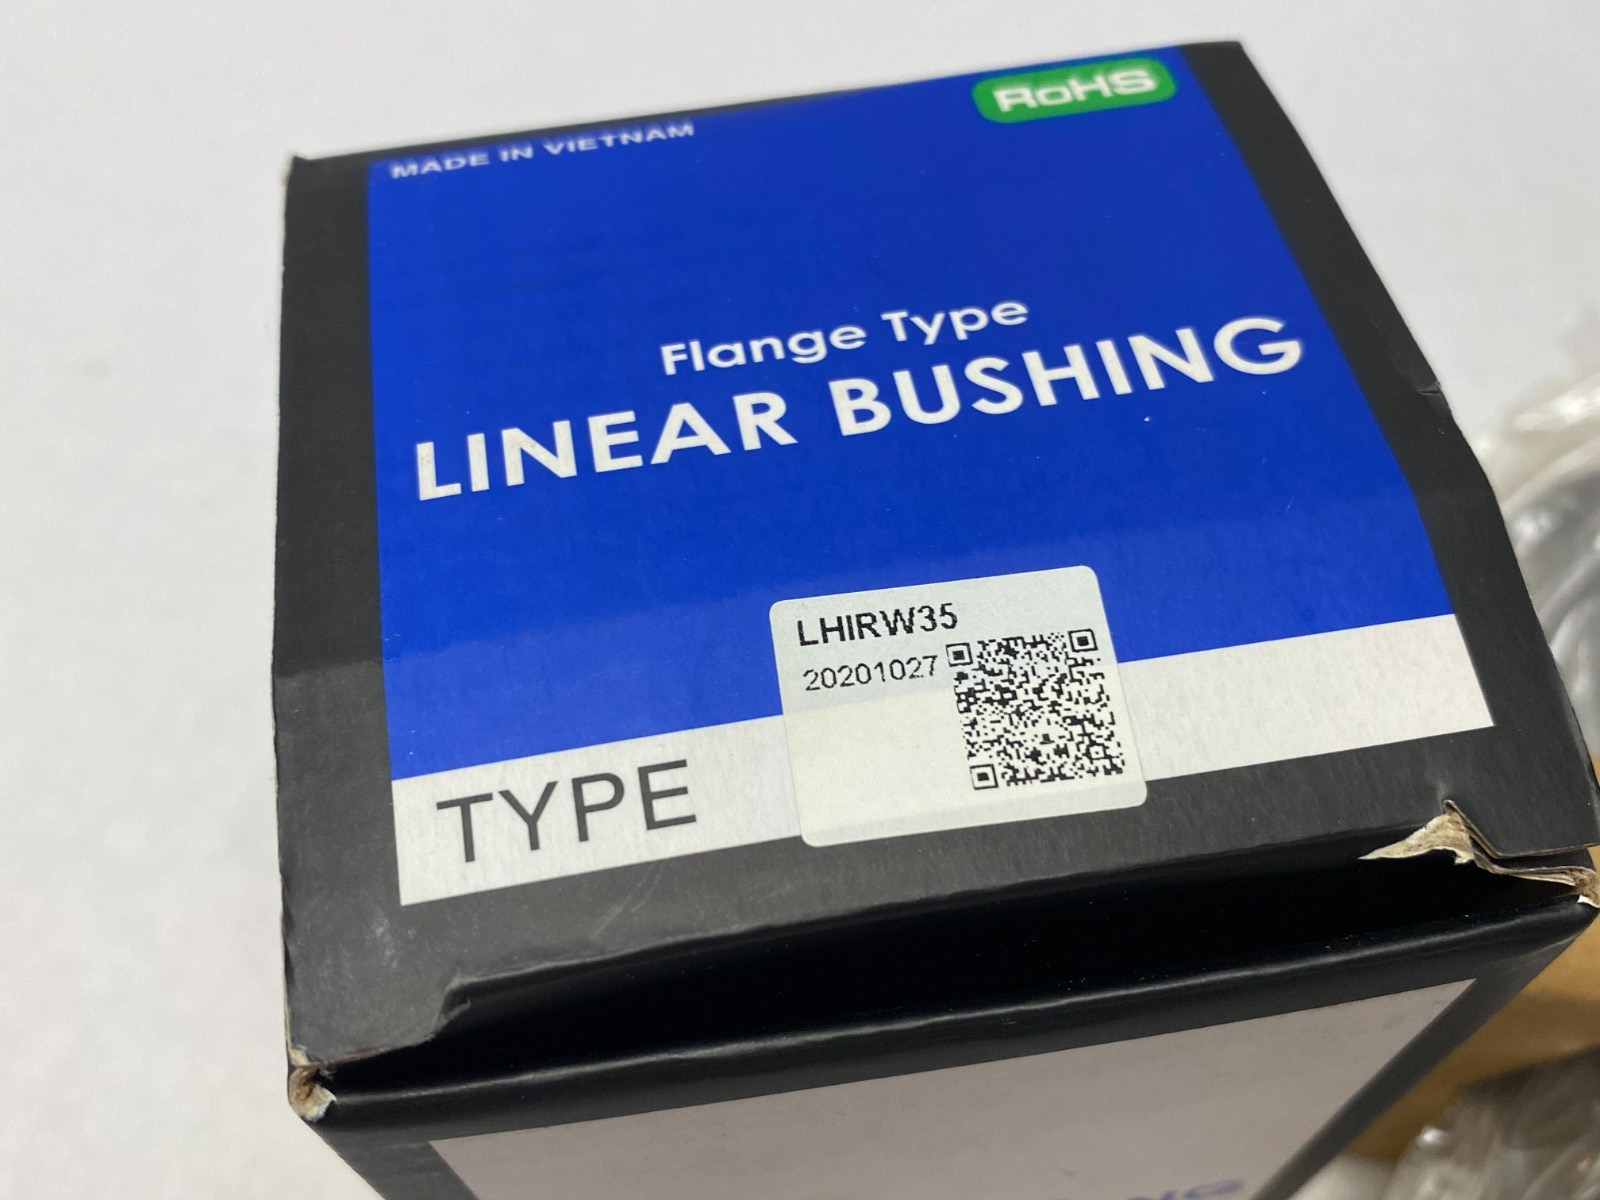 RoHS
MADE IN VIETNAM
Flange Type
LINEAR BUSHING
LHIRW35
20201027
TYPE